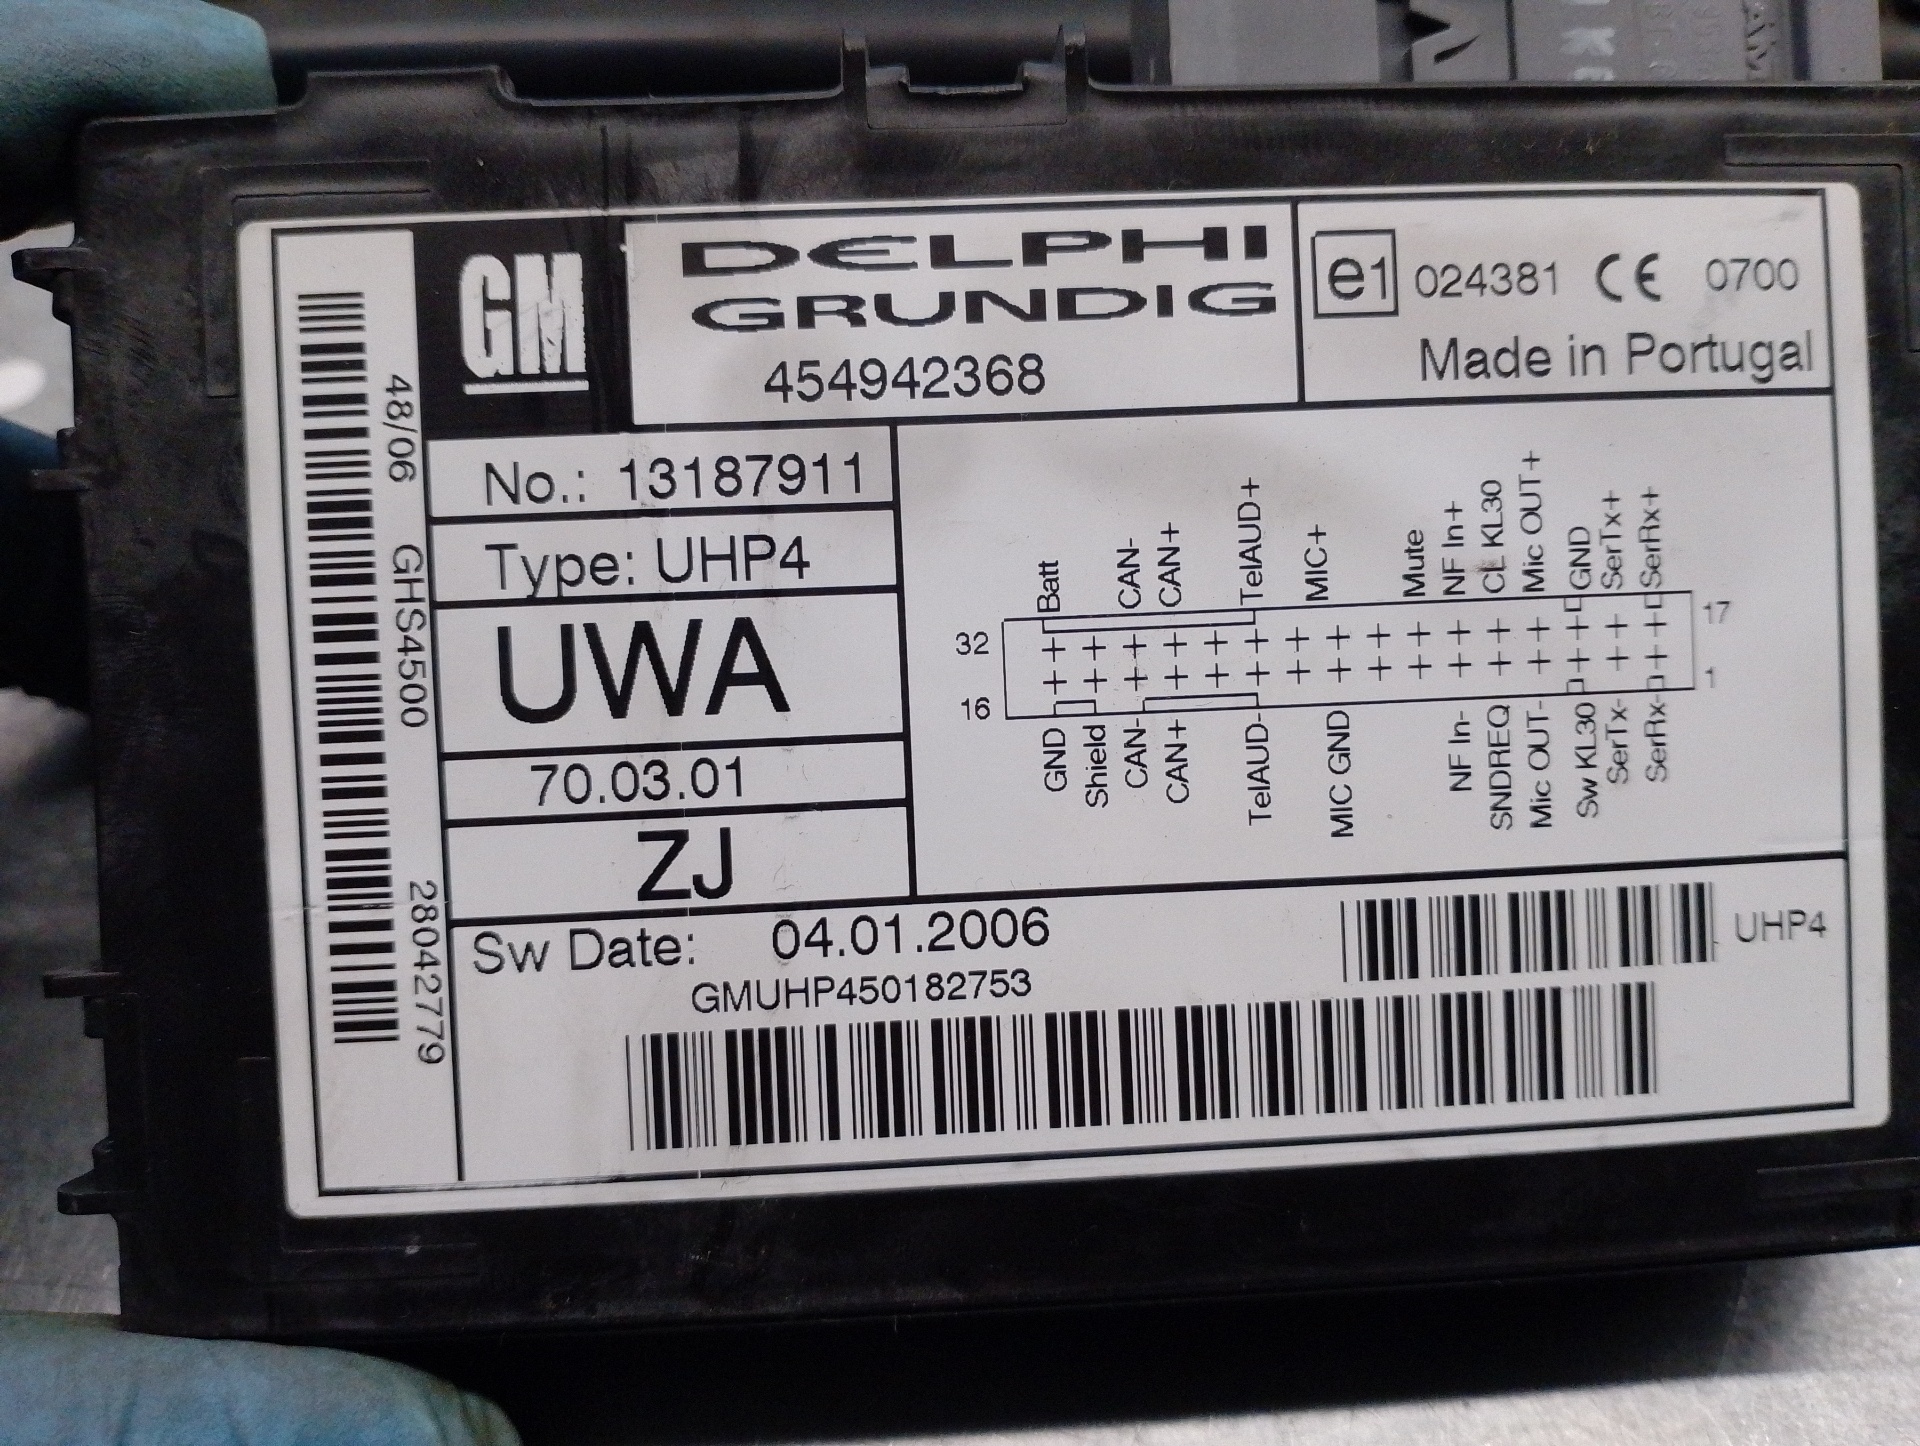 GM
DELPHI
GRUNDIG
454942368
e1 024381 CE 0700
Made in Portugal
48/06 GHS4500 28042779
No.: 13187911
Type: UHP4
UWA
70.03.01
ZJ
Batt CAN- CAN+ TelAUD+ MIC+ Mute NF In+ CL KL30 Mic OUT+ GND SerTx+ SerRx+
32 17
16 1
GND Shield CAN- CAN+ TelAUD- MIC GND NF In- SNDREQ Mic OUT- Sw KL30 SerTx- SerRx-
Sw Date: 04.01.2006
GMUHP450182753
UHP4